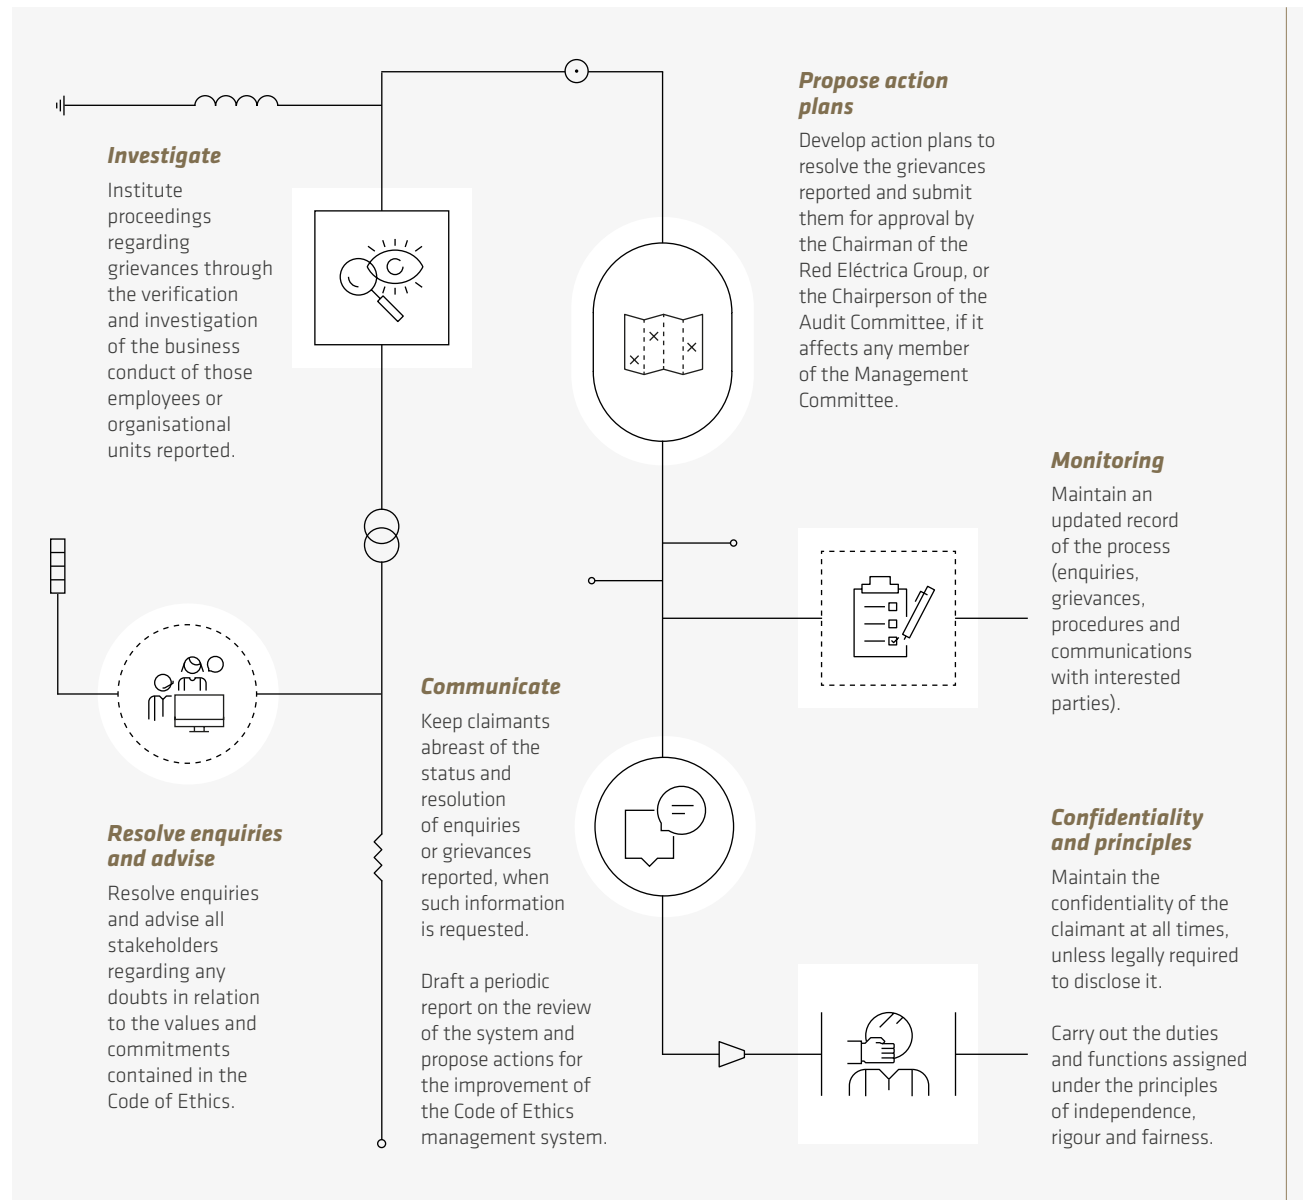 Investigate
Institute
proceedings
regarding
grievances through
the verification
and investigation
of the business
conduct of those
employees or
organisational
units reported.
Propose action
plans
Develop action plans to
resolve the grievances
reported and submit
them for approval by
the Chairman of the
Red Eléctrica Group, or
the Chairperson of the
Audit Committee, if it
affects any member
of the Management
Committee.
Monitoring
Maintain an
updated record
of the process
(enquiries,
grievances,
procedures and
communications
with interested
parties).
Resolve enquiries
and advise
Resolve enquiries
and advise all
stakeholders
regarding any
doubts in relation
to the values and
commitments
contained in the
Code of Ethics.
Communicate
Keep claimants
abreast of the
status and
resolution
of enquiries
or grievances
reported, when
such information
is requested.
Draft a periodic
report on the review
of the system and
propose actions for
the improvement of
the Code of Ethics
management system.
Confidentiality
and principles
Maintain the
confidentiality of the
claimant at all times,
unless legally required
to disclose it.
Carry out the duties
and functions assigned
under the principles
of independence,
rigour and fairness.